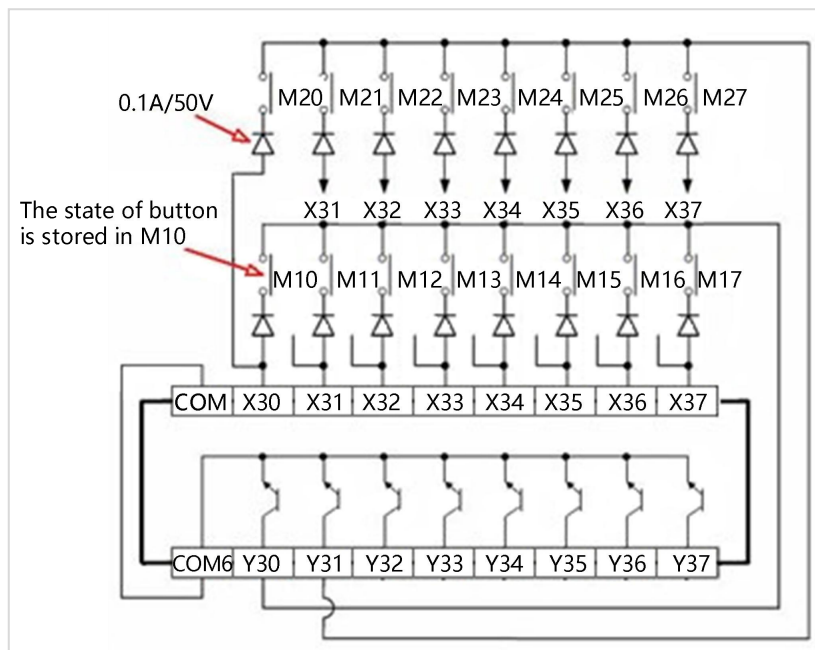 M20 M21 M22 M23 M24 M25 M26 M27
0.1A/50V
The state of button
is stored in M10
X31 X32 X33 X34 X35 X36 X37
M10 M11 M12 M13 M14 M15 M16 M17
COM X30 X31 X32 X33 X34 X35 X36 X37
COM6 Y30 Y31 Y32 Y33 Y34 Y35 Y36 Y37